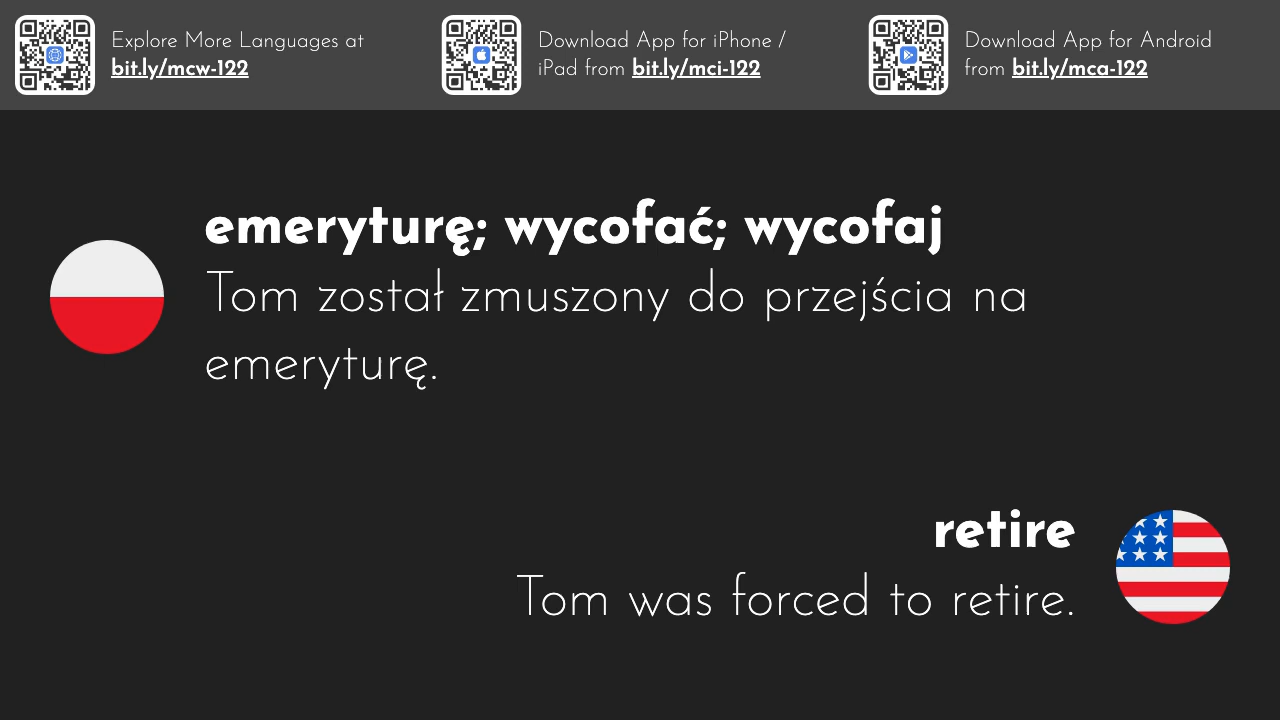 Explore More Languages at
bit.ly/mcw-122
Download App for iPhone /
iPad from bit.ly/mci-122
Download App for Android
from bit.ly/mca-122
emeryturę; wycofać; wycofaj
Tom został zmuszony do przejścia na
emeryturę.
retire
Tom was forced to retire.